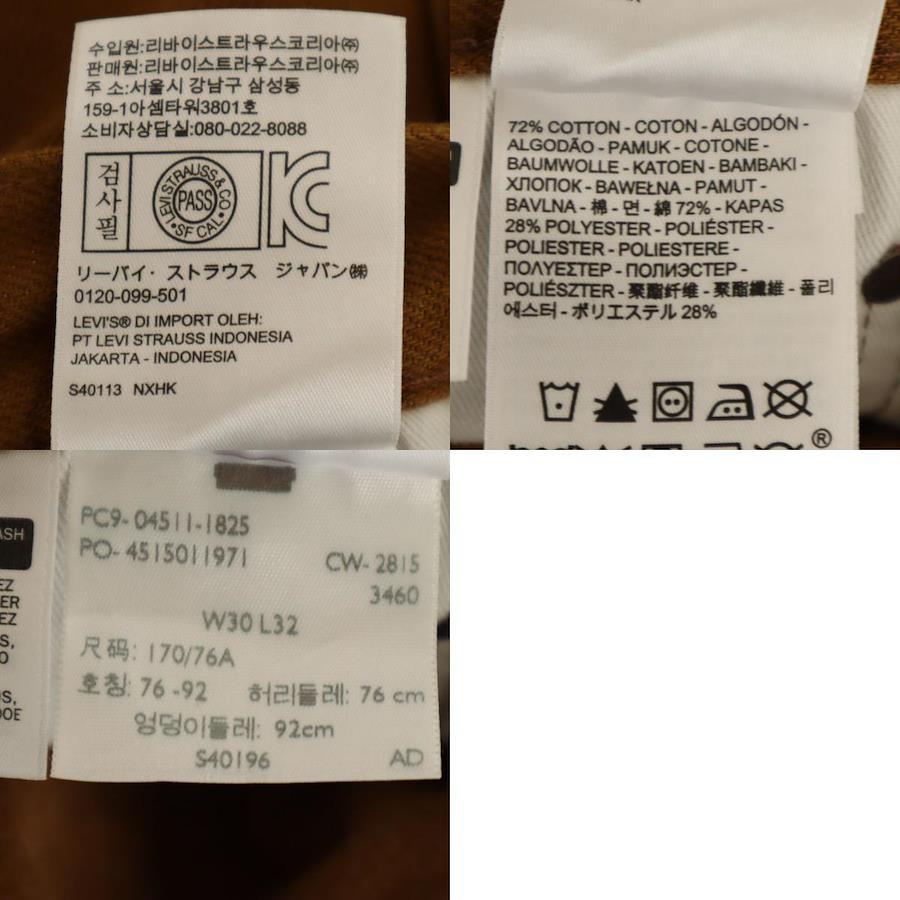 수입원:리바이스트라우스코리아㈜
판매원:리바이스트라우스코리아㈜
주 소:서울시 강남구 삼성동
159-1아셈타워3801호
소비자상담실:080-022-8088
검사필
LEVI STRAUSS & CO
PASS
SF CAL.
リーバイ· ストラウス ジャパン㈱
0120-099-501
LEVI'S® DI IMPORT OLEH:
PT LEVI STRAUSS INDONESIA
JAKARTA - INDONESIA
S40113 NXHK
72% COTTON - COTON - ALGODÓN -
ALGODÃO - PAMUK - COTONE -
BAUMWOLLE - KATOEN - BAMBAKI -
ХЛОПОК - BAWEŁNA - PAMUT -
BAVLNA - 棉 - 면 - 綿 72% - KAPAS
28% POLYESTER - POLIÉSTER -
POLIESTER - POLIESTERE -
ΠΟΛΥΕΣΤΕΡ - ПОЛИЭСТЕР -
POLIÉSZTER - 聚酯纤维 - 聚酯纖維 - 폴리
에스터 - ポリエステル 28%
®
ASH
EZ
ER
EZ
S,
O
S,
DOE
PC9- 04511-1825
PO- 4515011971
CW- 2815
3460
W30 L32
尺码: 170/76A
호칭: 76 -92 허리둘레: 76 cm
엉덩이둘레: 92cm
S40196 AD